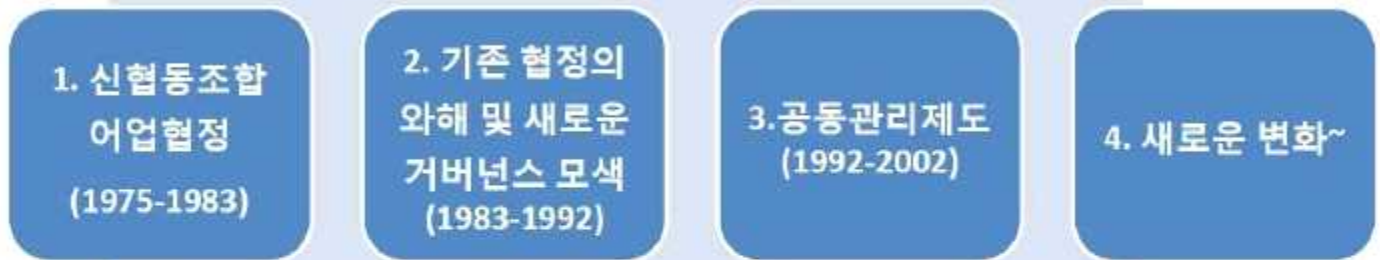 1. 신협동조합
어업협정
(1975-1983)
2. 기존 협정의
와해 및 새로운
거버넌스 모색
(1983-1992)
3.공동관리제도
(1992-2002)
4. 새로운 변화~